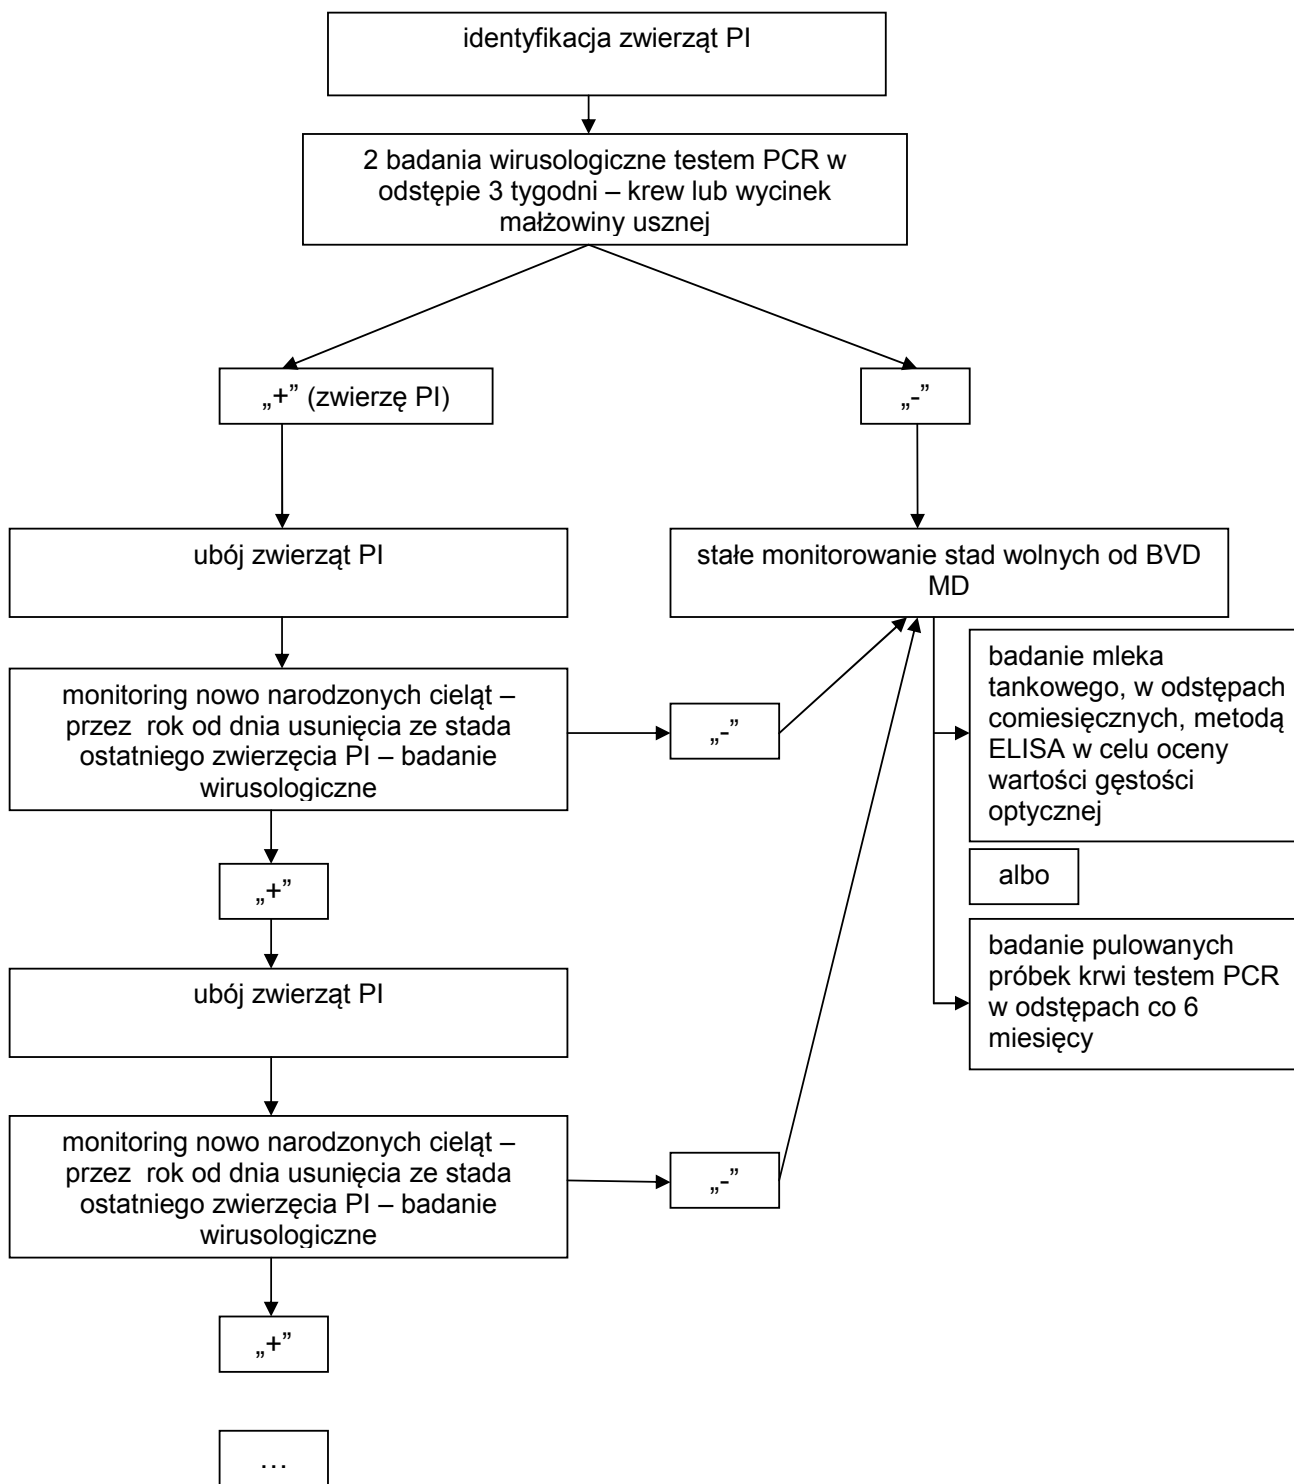 identyfikacja zwierząt PI
2 badania wirusologiczne testem PCR w
odstępie 3 tygodni – krew lub wycinek
małżowiny usznej
„+” (zwierzę PI)
„-”
ubój zwierząt PI
stałe monitorowanie stad wolnych od BVD
MD
monitoring nowo narodzonych cieląt –
przez rok od dnia usunięcia ze stada
ostatniego zwierzęcia PI – badanie
wirusologiczne
„-”
badanie mleka
tankowego, w odstępach
comiesięcznych, metodą
ELISA w celu oceny
wartości gęstości
optycznej
„+”
albo
ubój zwierząt PI
badanie pulowanych
próbek krwi testem PCR
w odstępach co 6
miesięcy
monitoring nowo narodzonych cieląt –
przez rok od dnia usunięcia ze stada
ostatniego zwierzęcia PI – badanie
wirusologiczne
„-”
„+”
…